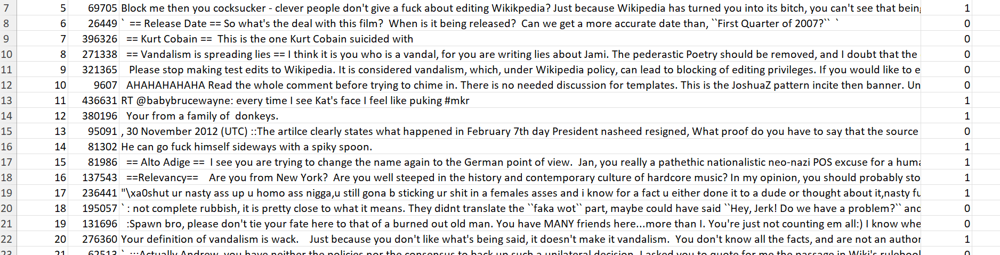 7 5 69705 Block me then you cocksucker - clever people don't give a fuck about editing Wikikpedia? Just because Wikipedia has turned you into its bitch, you can't see that being 1
8 6 26449 ` == Release Date == So what's the deal with this film?  When is it being released?  Can we get a more accurate date than, ``First Quarter of 2007?`` ` 0
9 7 396326 == Kurt Cobain ==  This is the one Kurt Cobain suicided with 0
10 8 271338 == Vandalism is spreading lies == I think it is you who is a vandal, for you are writing lies about Jami. The pederastic Poetry should be removed, and I doubt that the 0
11 9 321365 Please stop making test edits to Wikipedia. It is considered vandalism, which, under Wikipedia policy, can lead to blocking of editing privileges. If you would like to e 0
12 10 9607 AHAHAHAHAHA Read the whole comment before trying to chime in. There is no needed discussion for templates. This is the JoshuaZ pattern incite then banner. Un 0
13 11 436631 RT @babybrucewayne: every time I see Kat's face I feel like puking #mkr 1
14 12 380196 Your from a family of  donkeys. 1
15 13 95091 , 30 November 2012 (UTC) ::The artilce clearly states what happened in February 7th day President nasheed resigned, What proof do you have to say that the source 0
16 14 81302 He can go fuck himself sideways with a spiky spoon. 1
17 15 81986 == Alto Adige ==  I see you are trying to change the name again to the German point of view.  Jan, you really a pathethic nationalistic neo-nazi POS excuse for a huma 1
18 16 137543 ==Relevancy==    Are you from New York?  Are you well steeped in the history and contemporary culture of hardcore music? In my opinion, you should probably sto 1
19 17 236441 "\xa0shut ur nasty ass up u homo ass nigga,u still gona b sticking ur shit in a females asses and i know for a fact u either done it to a dude or thought about it,nasty fu 1
20 18 195057 ` : not complete rubbish, it is pretty close to what it means. They didnt translate the ``faka wot`` part, maybe could have said ``Hey, Jerk! Do we have a problem?`` and 0
21 19 131696 :Spawn bro, please don't tie your fate here to that of a burned out old man. You have MANY friends here...more than I. You're just not counting em all:) I know whe 0
22 20 276360 Your definition of vandalism is wack.    Just because you don't like what's being said, it doesn't make it vandalism.  You don't know all the facts, and are not an author 1
23 21 62513 ` :::Actually Andrew, you have neither the policies nor the consensus to back up such a unilateral decision. I asked you to quote for me the passage in Wiki's rulebool 0